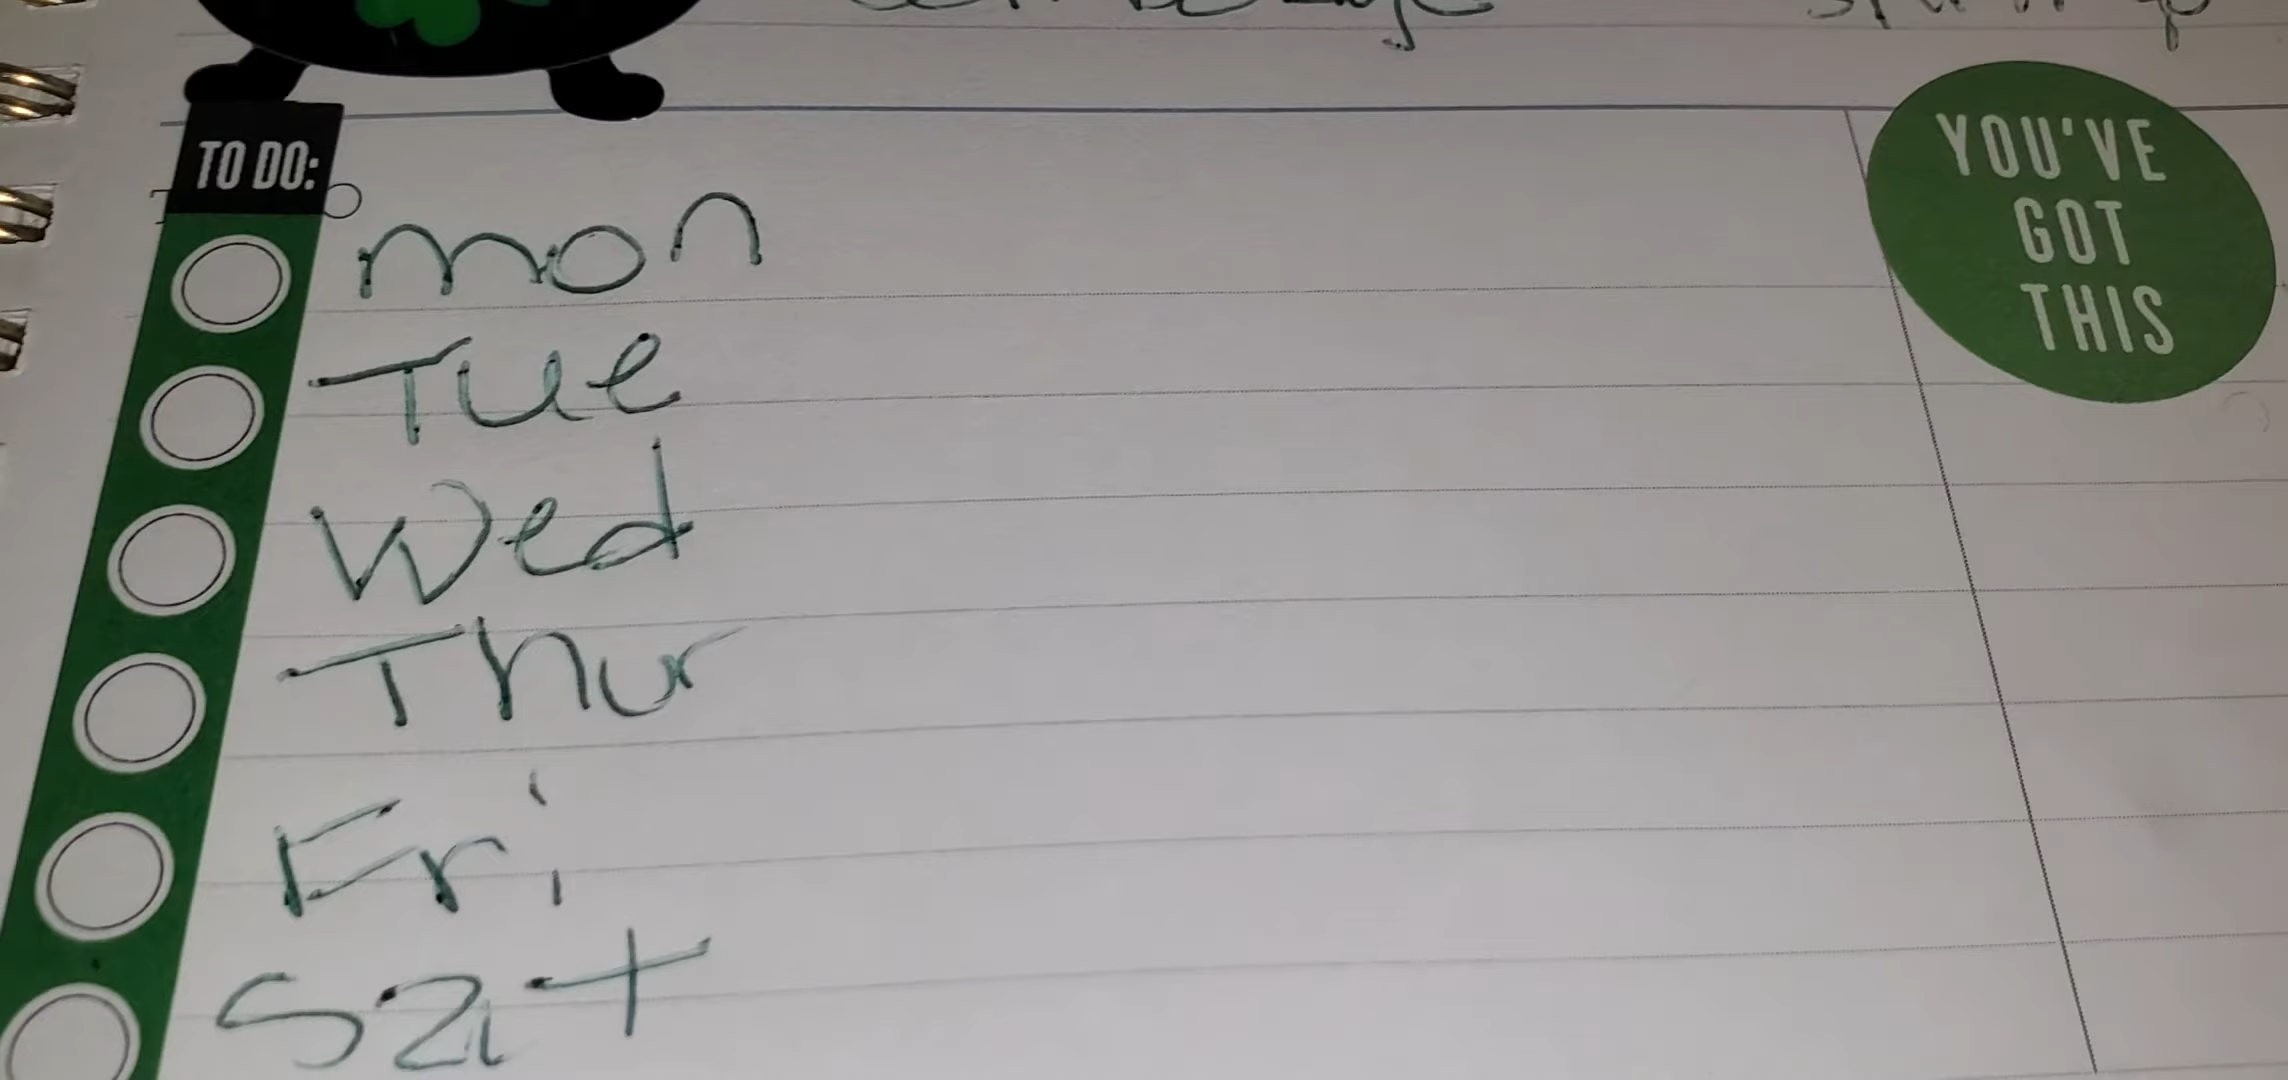 TO DO:
YOU'VE
GOT
THIS
mon
Tue
Wed
Thur
Fri
Sat